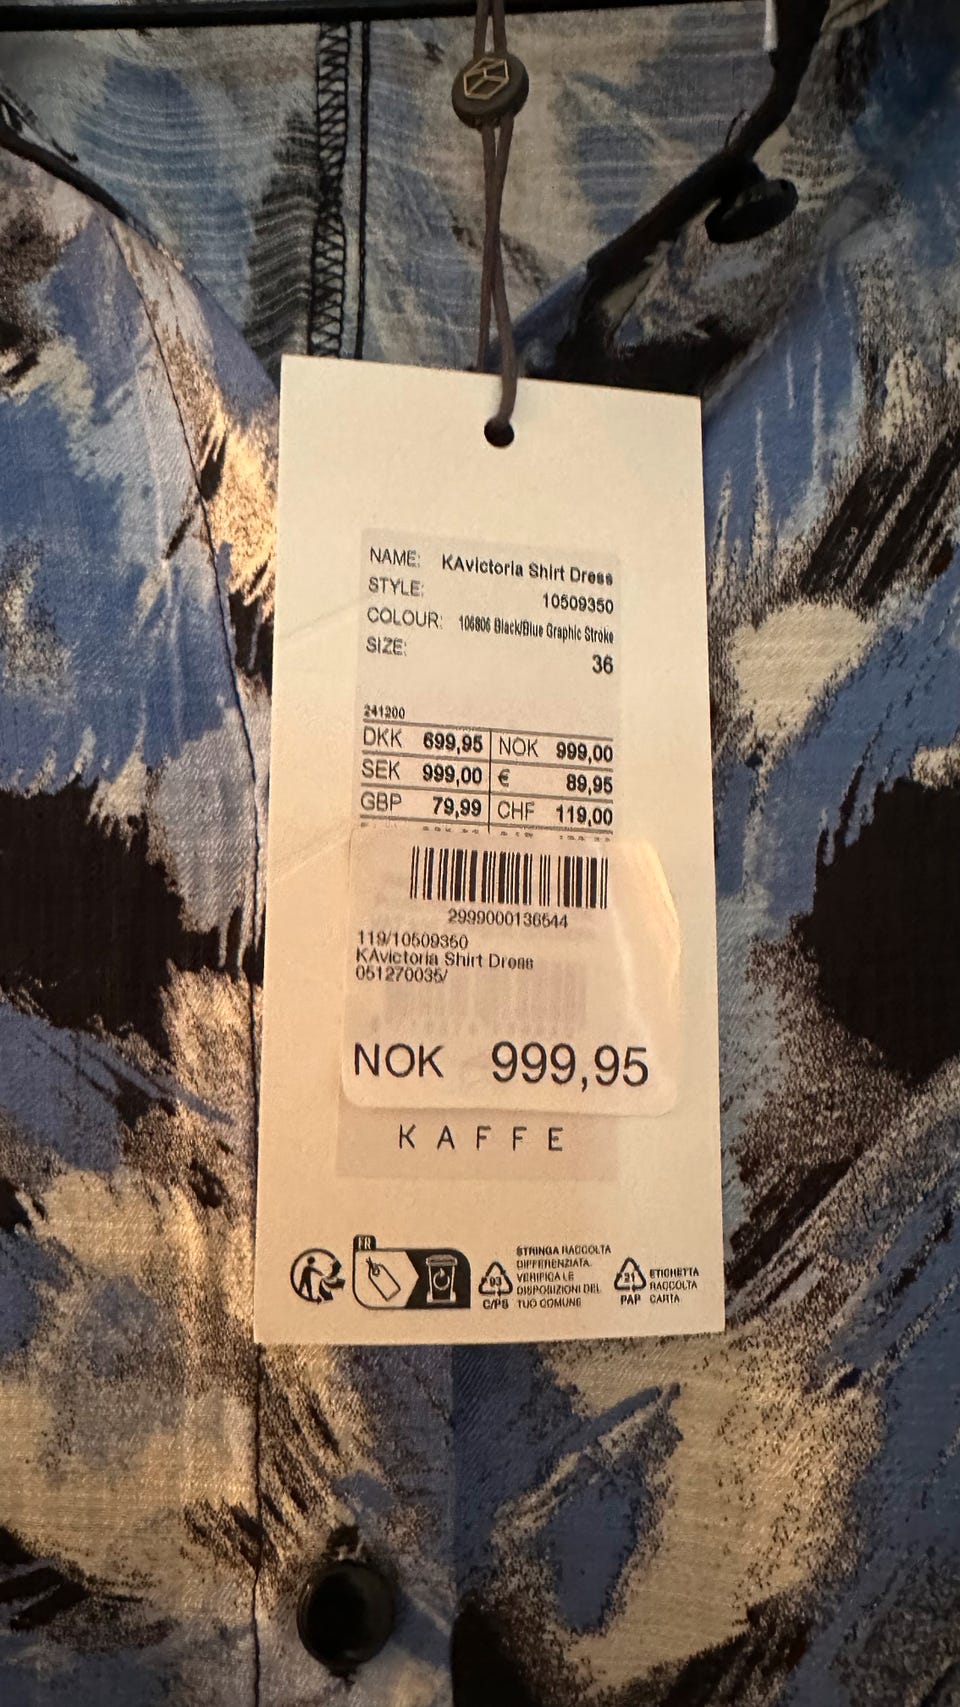 NAME: KAvictoria Shirt Dress
STYLE: 10509350
COLOUR: 106806 Black/Blue Graphic Stroke
SIZE: 36
241200
DKK 699,95 NOK 999,00
SEK 999,00 € 89,95
GBP 79,99 CHF 119,00
2999000136544
119/10509350
KAvictoria Shirt Dress
051270035/
NOK 999,95
KAFFE
FR
93
C/PS
STRINGA RACCOLTA
DIFFERENZIATA.
VERIFICA LE
DISPOSIZIONI DEL
TUO COMUNE
21
PAP
ETICHETTA
RACCOLTA
CARTA